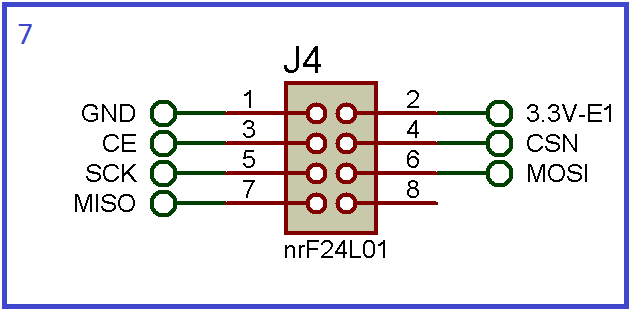 7
J4
GND 1 2 3.3V-E1
CE 3 4 CSN
SCK 5 6 MOSI
MISO 7 8
nrF24L01